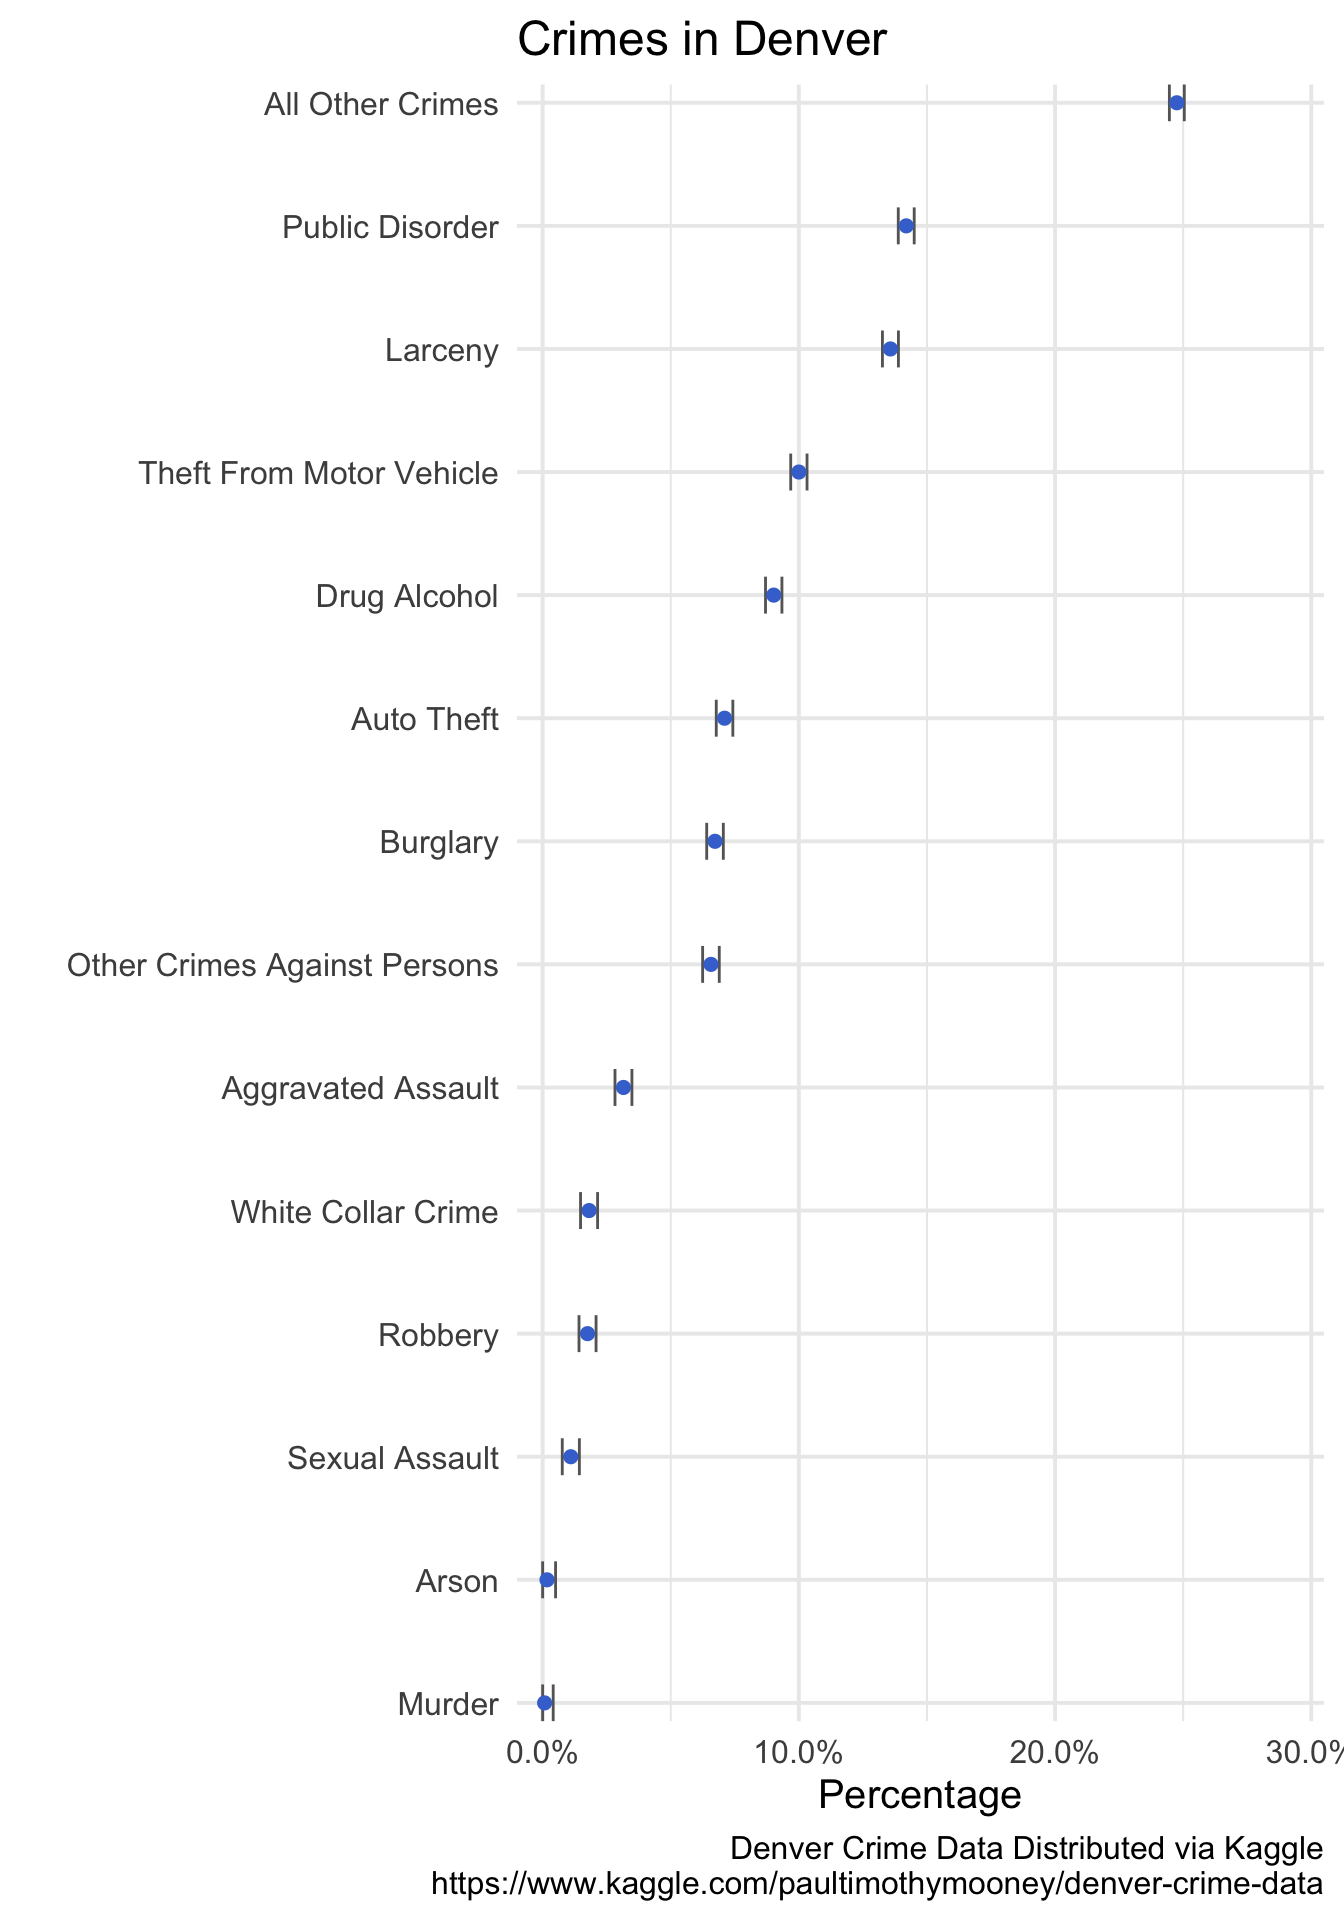 Crimes in Denver
All Other Crimes
Public Disorder
Larceny
Theft From Motor Vehicle
Drug Alcohol
Auto Theft
Burglary
Other Crimes Against Persons
Aggravated Assault
White Collar Crime
Robbery
Sexual Assault
Arson
Murder
0.0% 10.0% 20.0% 30.0%
Percentage
Denver Crime Data Distributed via Kaggle
https://www.kaggle.com/paultimothymooney/denver-crime-data